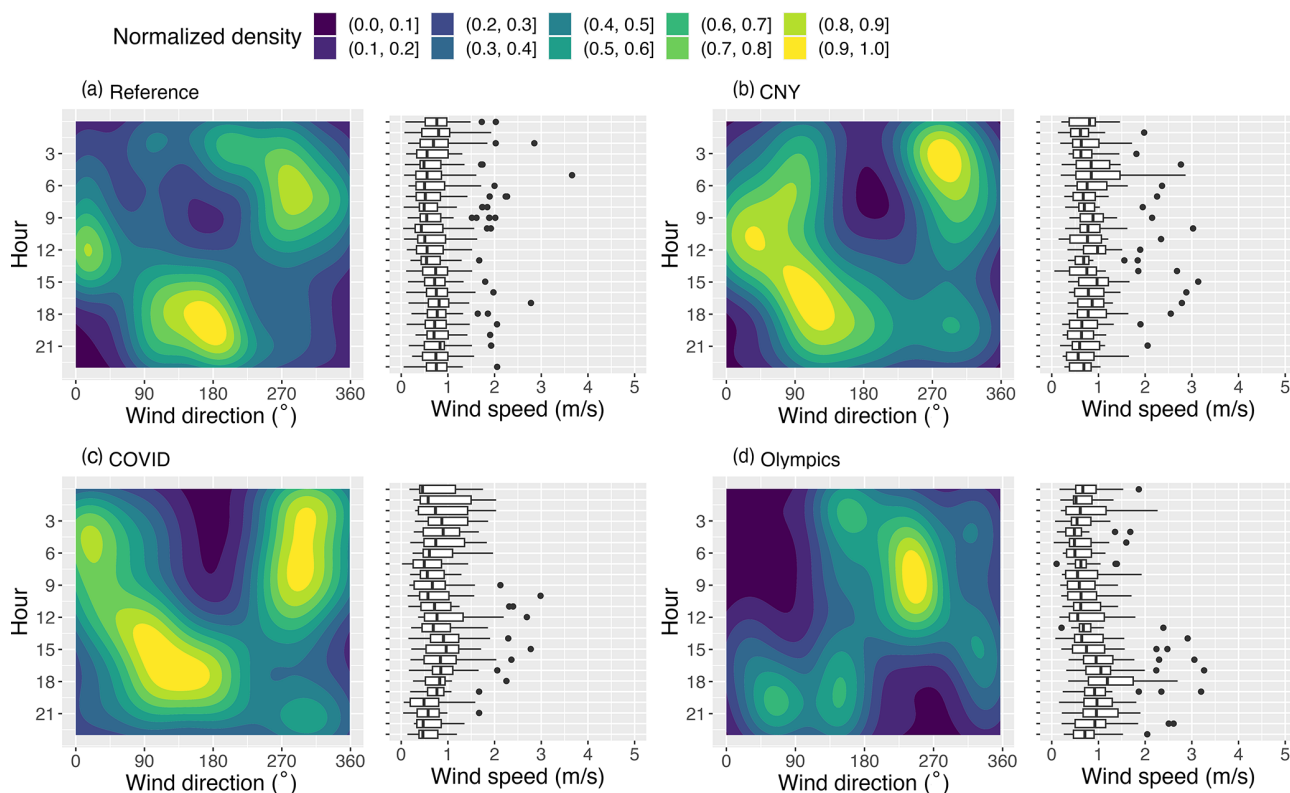 Normalized density
(0.0, 0.1] (0.2, 0.3] (0.4, 0.5] (0.6, 0.7] (0.8, 0.9]
(0.1, 0.2] (0.3, 0.4] (0.5, 0.6] (0.7, 0.8] (0.9, 1.0]
(a) Reference
Hour
3
6
9
12
15
18
21
0 90 180 270 360
Wind direction (°)
0 1 2 3 4 5
Wind speed (m/s)
(b) CNY
Hour
3
6
9
12
15
18
21
0 90 180 270 360
Wind direction (°)
0 1 2 3 4 5
Wind speed (m/s)
(c) COVID
Hour
3
6
9
12
15
18
21
0 90 180 270 360
Wind direction (°)
0 1 2 3 4 5
Wind speed (m/s)
(d) Olympics
Hour
3
6
9
12
15
18
21
0 90 180 270 360
Wind direction (°)
0 1 2 3 4 5
Wind speed (m/s)